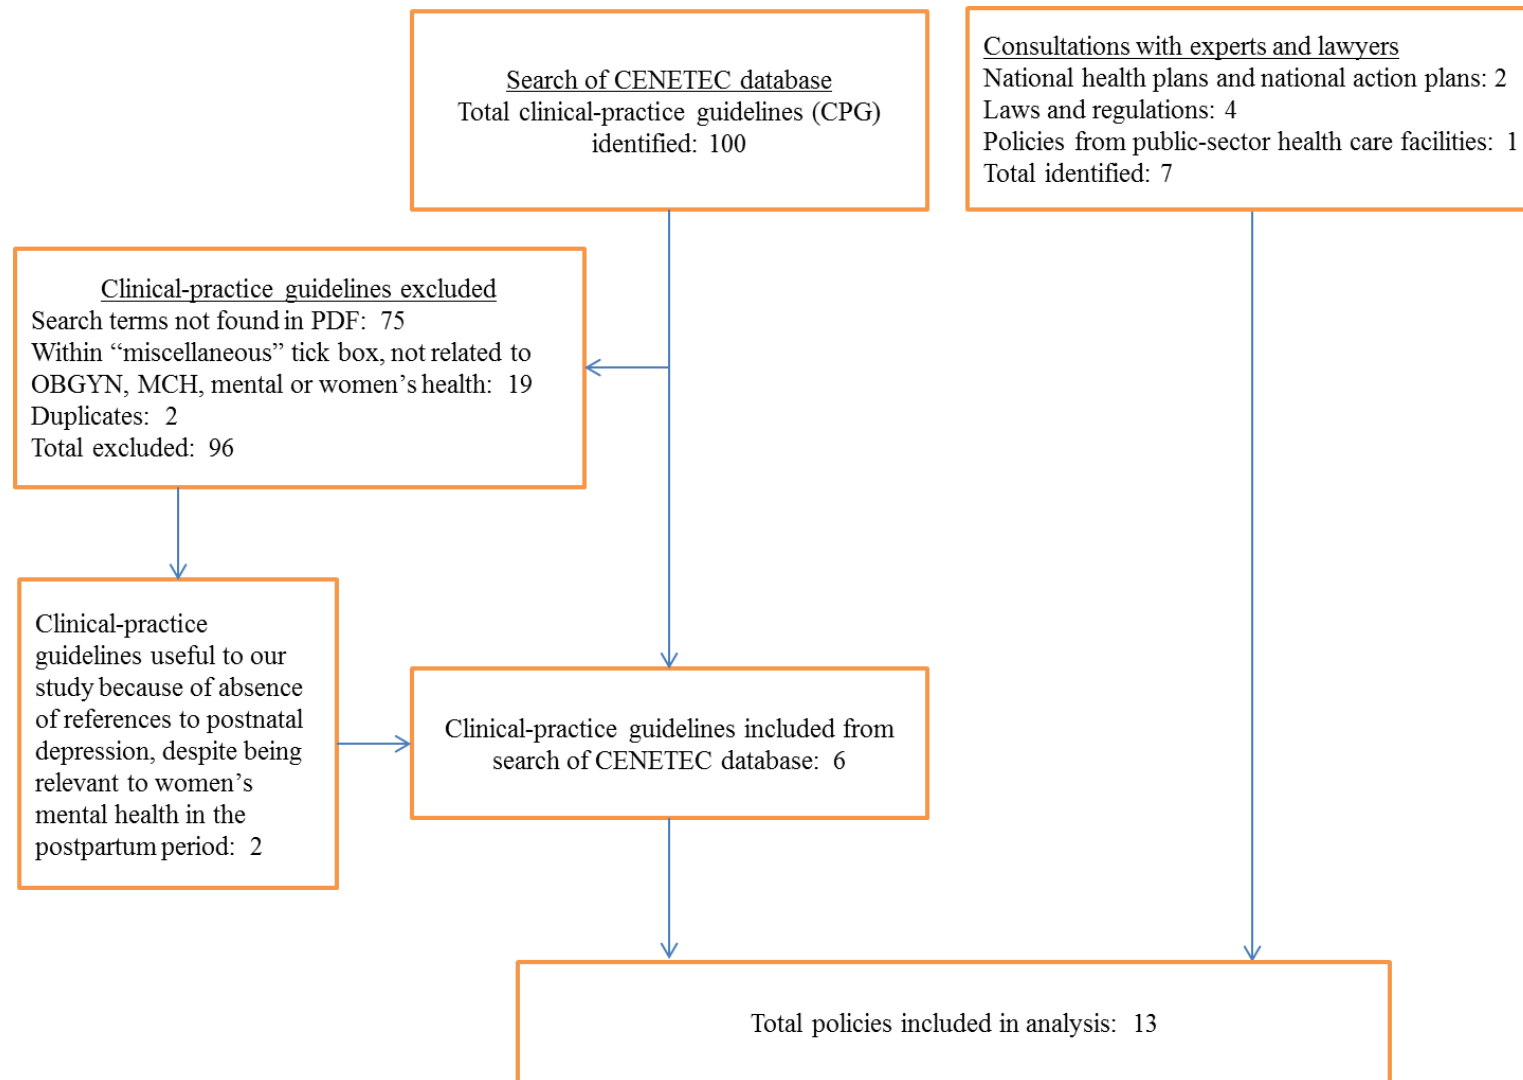 Search of CENETEC database
Total clinical-practice guidelines (CPG)
identified: 100
Consultations with experts and lawyers
National health plans and national action plans: 2
Laws and regulations: 4
Policies from public-sector health care facilities: 1
Total identified: 7
Clinical-practice guidelines excluded
Search terms not found in PDF: 75
Within “miscellaneous” tick box, not related to
OBGYN, MCH, mental or women’s health: 19
Duplicates: 2
Total excluded: 96
Clinical-practice
guidelines useful to our
study because of absence
of references to postnatal
depression, despite being
relevant to women’s
mental health in the
postpartum period: 2
Clinical-practice guidelines included from
search of CENETEC database: 6
Total policies included in analysis: 13